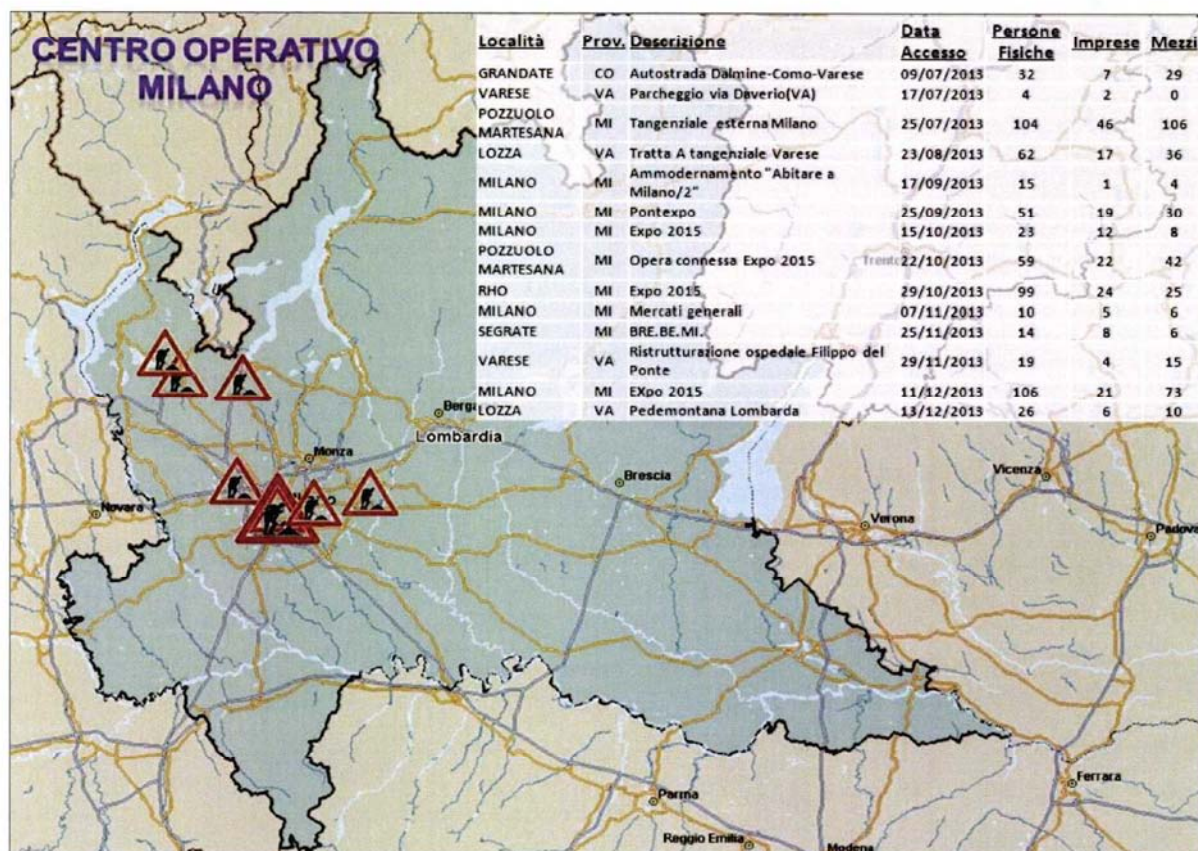 CENTRO OPERATIVO
MILANO
Località Prov. Descrizione Data Accesso Persone Fisiche Imprese Mezzi
GRANDATE CO Autostrada Dalmine-Como-Varese 09/07/2013 32 7 29
VARESE VA Parcheggio via Daverio(VA) 17/07/2013 4 2 0
POZZUOLO MARTESANA MI Tangenziale esterna Milano 25/07/2013 104 46 106
LOZZA VA Tratta A tangenziale Varese 23/08/2013 62 17 36
MILANO MI Ammodernamento "Abitare a Milano/2" 17/09/2013 15 1 4
MILANO MI Pontexpo 25/09/2013 51 19 30
MILANO MI Expo 2015 15/10/2013 23 12 8
POZZUOLO MARTESANA MI Opera connessa Expo 2015 22/10/2013 59 22 42
RHO MI Expo 2015 29/10/2013 99 24 25
MILANO MI Mercati generali 07/11/2013 10 5 6
SEGRATE MI BRE.BE.MI. 25/11/2013 14 8 6
VARESE VA Ristrutturazione ospedale Filippo del Ponte 29/11/2013 19 4 15
MILANO MI EXpo 2015 11/12/2013 106 21 73
LOZZA VA Pedemontana Lombarda 13/12/2013 26 6 10
Trento
Berga
Lombardia
Monza
Brescia
Vicenza
Novara
Verona
Padova
Ferrara
Parma
Reggio Emilia
Modena